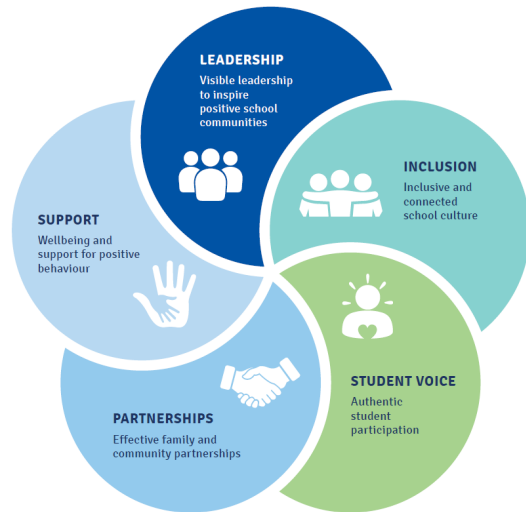 LEADERSHIP
Visible leadership
to inspire
positive school
communities
INCLUSION
Inclusive and
connected
school culture
STUDENT VOICE
Authentic
student
participation
PARTNERSHIPS
Effective family and
community partnerships
SUPPORT
Wellbeing and
support for positive
behaviour